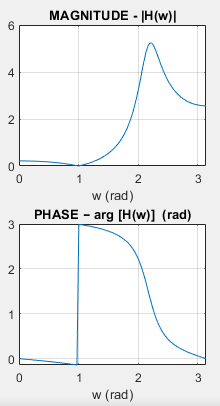 MAGNITUDE - |H(w)|
6
4
2
0
0 1 2 3
w (rad)
PHASE − arg [H(w)] (rad)
3
2
1
0
0 1 2 3
w (rad)